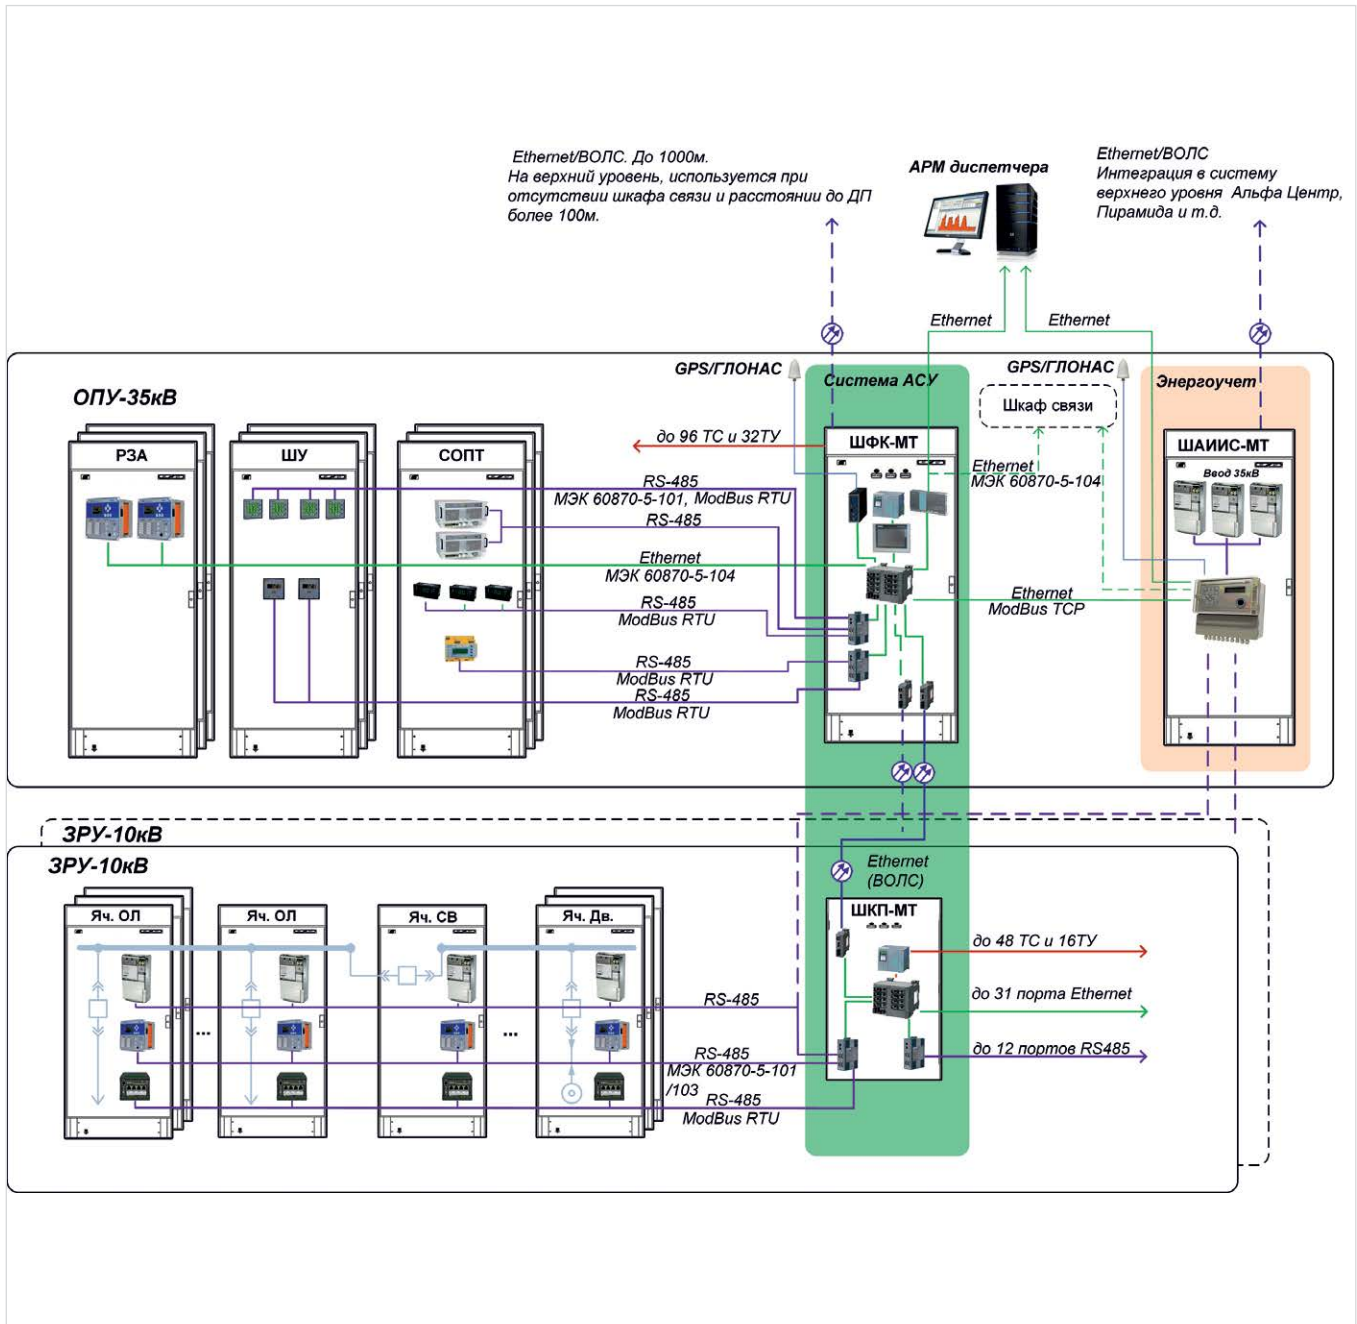 Ethernet/ВОЛС. До 1000м.
На верхний уровень, используется при
отсутствии шкафа связи и расстоянии до ДП
более 100м.
АРМ диспетчера
Ethernet/ВОЛС
Интеграция в систему
верхнего уровня Альфа Центр,
Пирамида и т.д.
Ethernet
Ethernet
GPS/ГЛОНАС
Система АСУ
GPS/ГЛОНАС
Энергоучет
ОПУ-35кВ
Шкаф связи
РЗА
ШУ
СОПТ
до 96 ТС и 32ТУ
ШФК-МТ
ШАИИС-МТ
Ввод 35кВ
Ethernet
МЭК 60870-5-104
RS-485
МЭК 60870-5-101, ModBus RTU
RS-485
Ethernet
МЭК 60870-5-104
RS-485
ModBus RTU
Ethernet
ModBus TCP
RS-485
ModBus RTU
RS-485
ModBus RTU
ЗРУ-10кВ
ЗРУ-10кВ
Ethernet
(ВОЛС)
Яч. ОЛ
Яч. ОЛ
Яч. СВ
Яч. Дв.
ШКП-МТ
до 48 ТС и 16ТУ
RS-485
до 31 порта Ethernet
...
...
RS-485
МЭК 60870-5-101
/103
до 12 портов RS485
RS-485
ModBus RTU